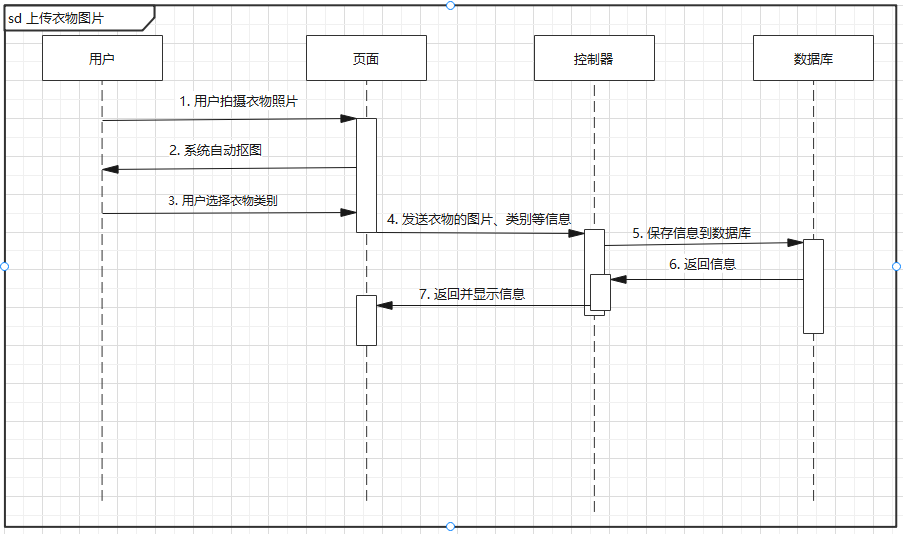 sd 上传衣物图片
用户
页面
控制器
数据库
1. 用户拍摄衣物照片
2. 系统自动抠图
3. 用户选择衣物类别
4. 发送衣物的图片、类别等信息
5. 保存信息到数据库
6. 返回信息
7. 返回并显示信息